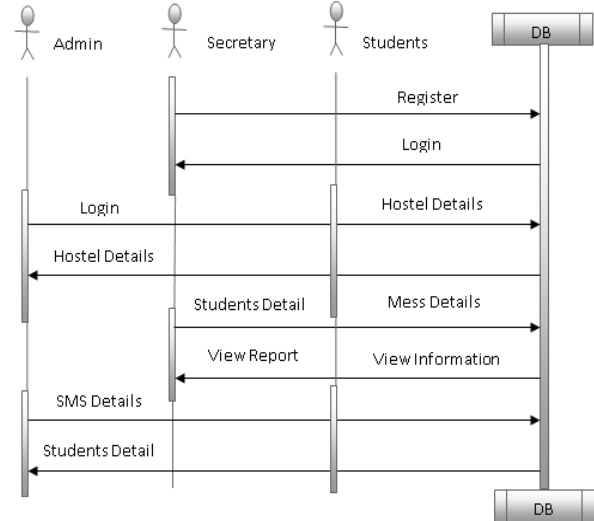 DB
Admin
Secretary
Students
Register
Login
Login
Hostel Details
Hostel Details
Students Detail
Mess Details
View Report
View Information
SMS Details
Students Detail
DB